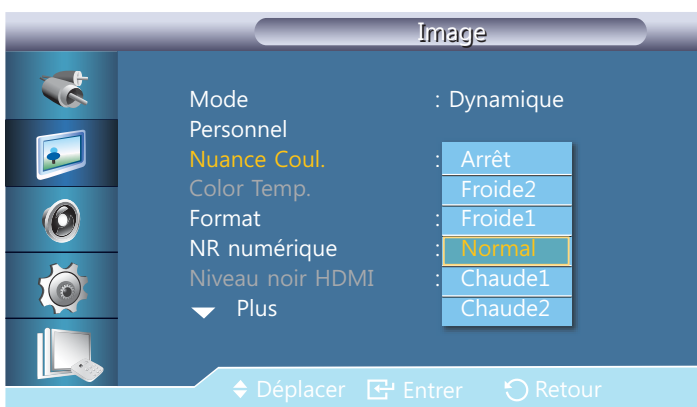 Image
Mode : Dynamique
Personnel
Nuance Coul. : Arrêt
Color Temp. Froide2
Format : Froide1
NR numérique : Normal
Niveau noir HDMI : Chaude1
Plus Chaude2
Déplacer Entrer Retour